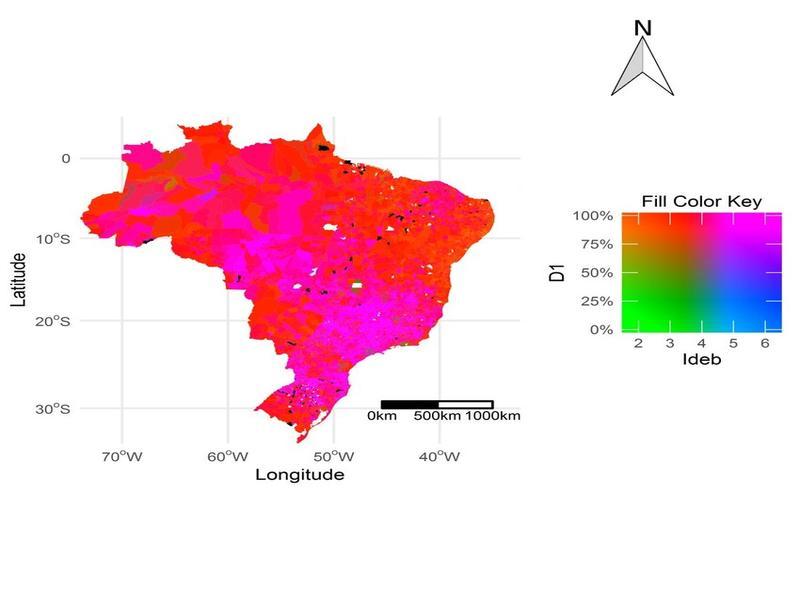 N
Fill Color Key
100%
75%
50%
25%
0%
D1
2 3 4 5 6
Ideb
0
10°S
20°S
30°S
Latitude
0km 500km 1000km
70°W 60°W 50°W 40°W
Longitude